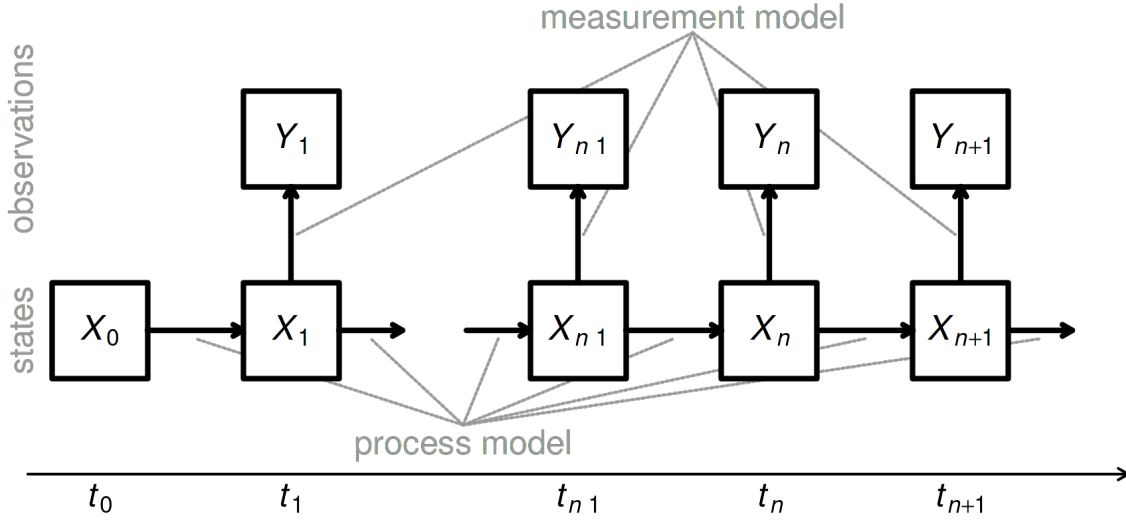 measurement model
observations
Y1 Yn 1 Yn Yn+1
states
X0 X1 Xn 1 Xn Xn+1
process model
t0 t1 tn 1 tn tn+1